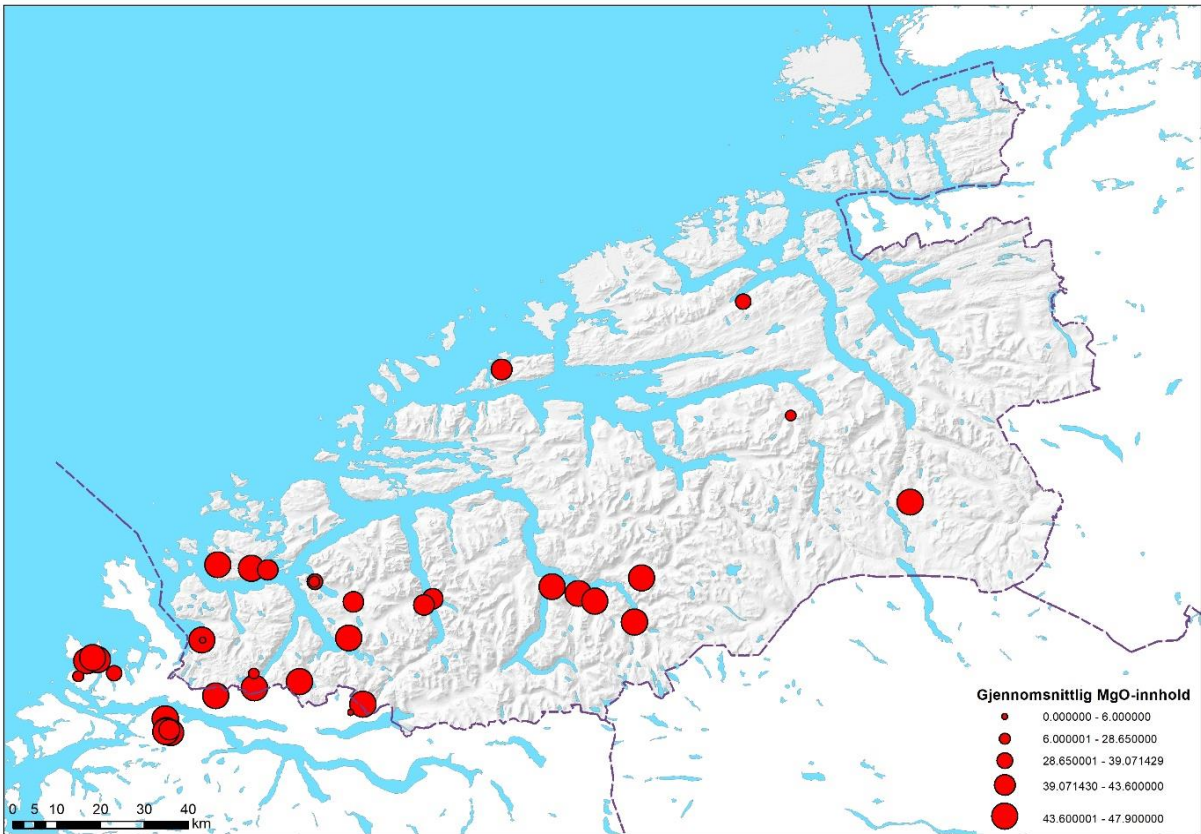 Gjennomsnittlig MgO-innhold
0.000000 - 6.000000
6.000001 - 28.650000
28.650001 - 39.071429
39.071430 - 43.600000
43.600001 - 47.900000
0 5 10 20 30 40
km